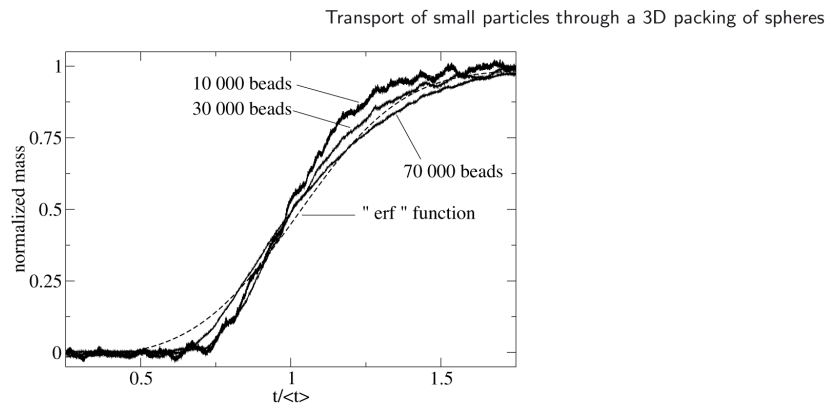 Transport of small particles through a 3D packing of spheres
1
0.75
0.5
0.25
0
normalized mass
10 000 beads
30 000 beads
70 000 beads
" erf " function
0.5
1
1.5
t/<t>